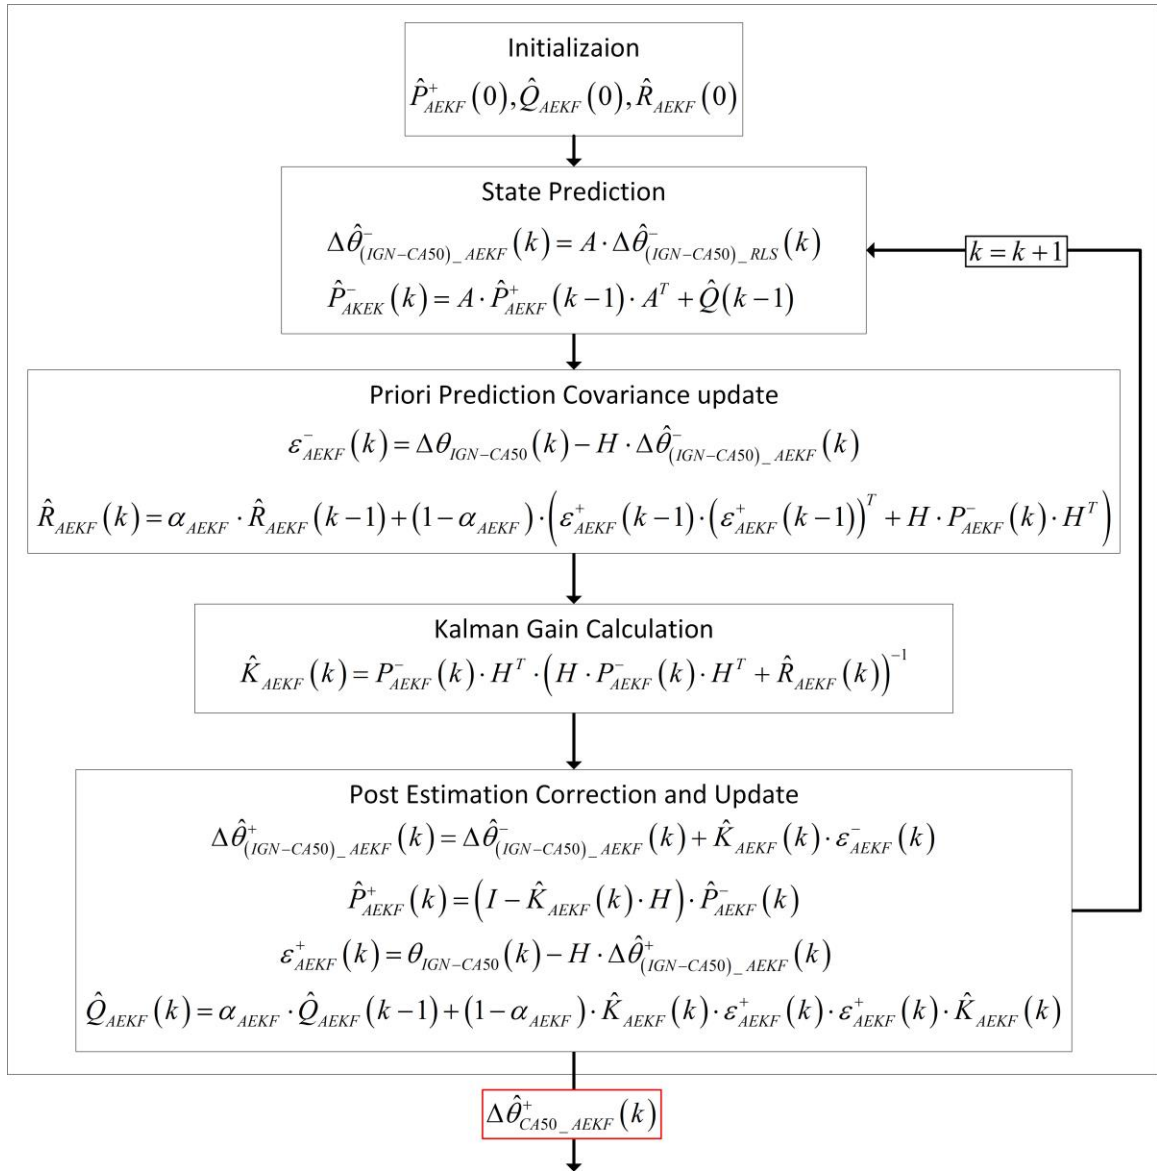 Initializaion
P̂⁺_AEKF(0), Q̂_AEKF(0), R̂_AEKF(0)
State Prediction
Δθ̂⁻_(IGN−CA50)_AEKF(k) = A · Δθ̂⁻_(IGN−CA50)_RLS(k)
k = k + 1
P̂⁻_AKEK(k) = A · P̂⁺_AEKF(k−1) · A^T + Q̂(k−1)
Priori Prediction Covariance update
ε⁻_AEKF(k) = Δθ_IGN−CA50(k) − H · Δθ̂⁻_(IGN−CA50)_AEKF(k)
R̂_AEKF(k) = α_AEKF · R̂_AEKF(k−1) + (1−α_AEKF) · (ε⁺_AEKF(k−1) · (ε⁺_AEKF(k−1))^T + H · P⁻_AEKF(k) · H^T)
Kalman Gain Calculation
K̂_AEKF(k) = P⁻_AEKF(k) · H^T · (H · P⁻_AEKF(k) · H^T + R̂_AEKF(k))^−1
Post Estimation Correction and Update
Δθ̂⁺_(IGN−CA50)_AEKF(k) = Δθ̂⁻_(IGN−CA50)_AEKF(k) + K̂_AEKF(k) · ε⁻_AEKF(k)
P̂⁺_AEKF(k) = (I − K̂_AEKF(k) · H) · P̂⁻_AEKF(k)
ε⁺_AEKF(k) = θ_IGN−CA50(k) − H · Δθ̂⁺_(IGN−CA50)_AEKF(k)
Q̂_AEKF(k) = α_AEKF · Q̂_AEKF(k−1) + (1−α_AEKF) · K̂_AEKF(k) · ε⁺_AEKF(k) · ε⁺_AEKF(k) · K̂_AEKF(k)
Δθ̂⁺_CA50_AEKF(k)